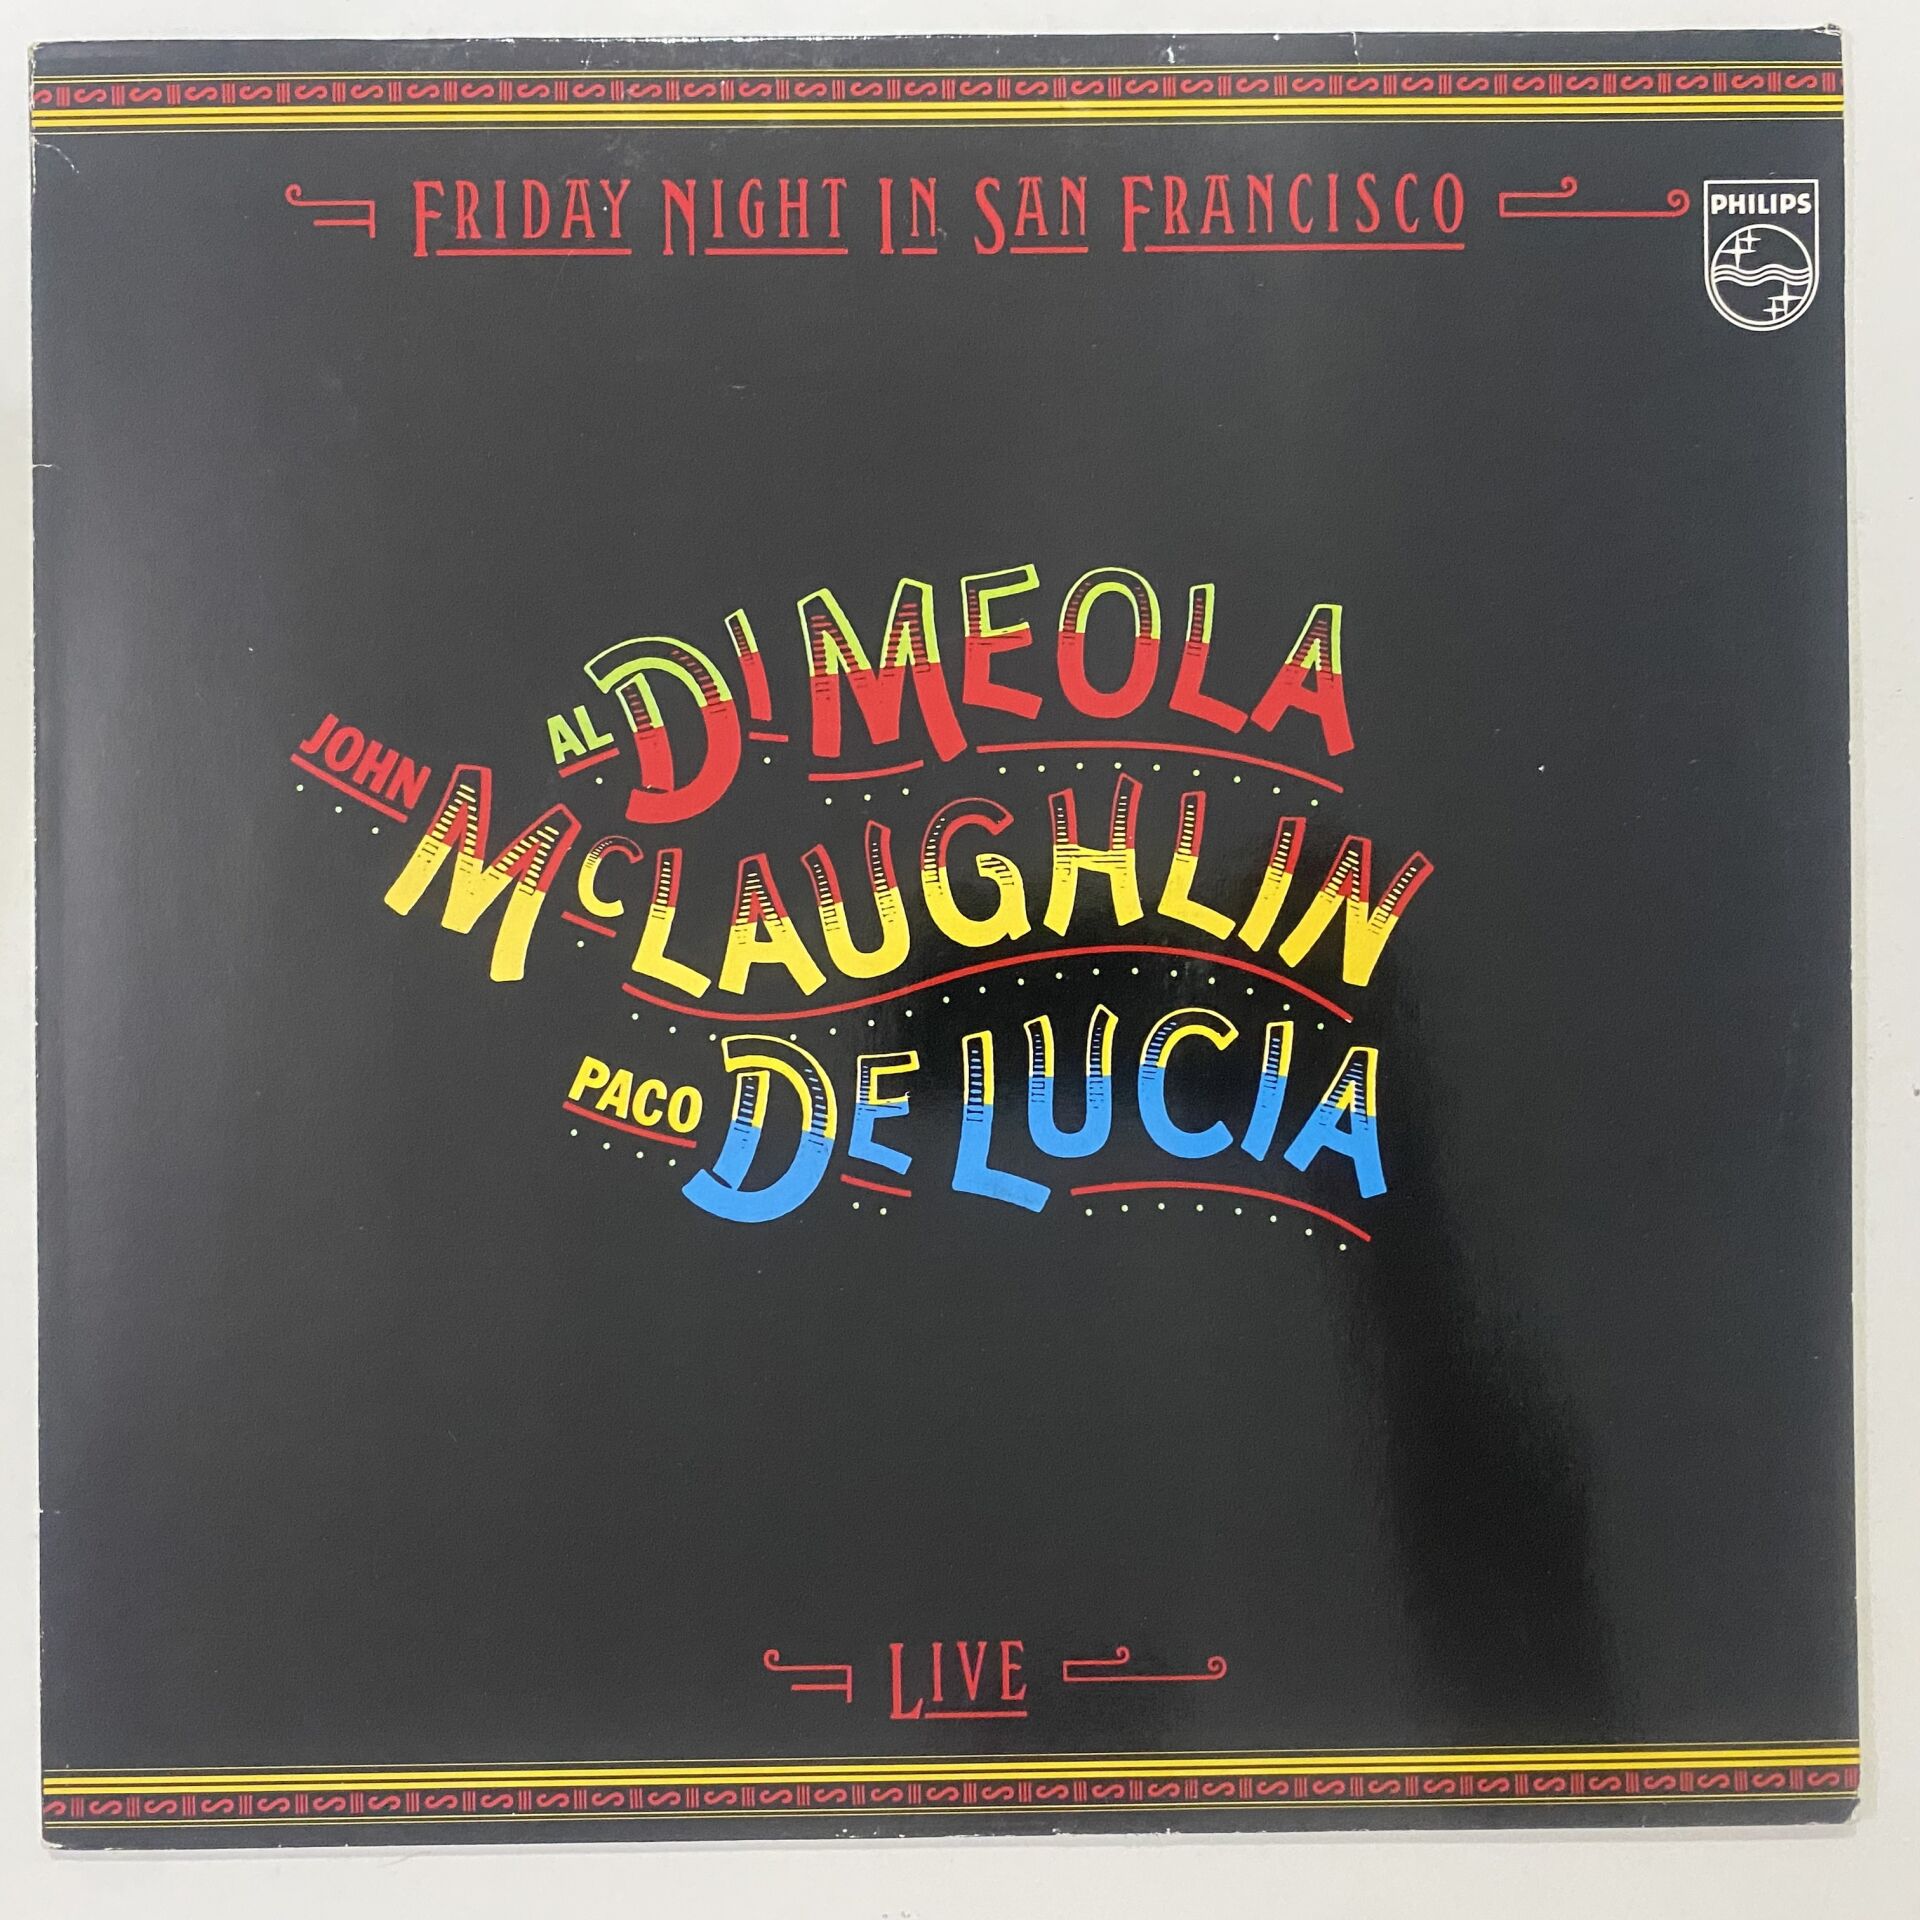 FRIDAY NIGHT IN SAN FRANCISCO
PHILIPS
AL DI MEOLA
JOHN MCLAUGHLIN
PACO DE LUCIA
LIVE